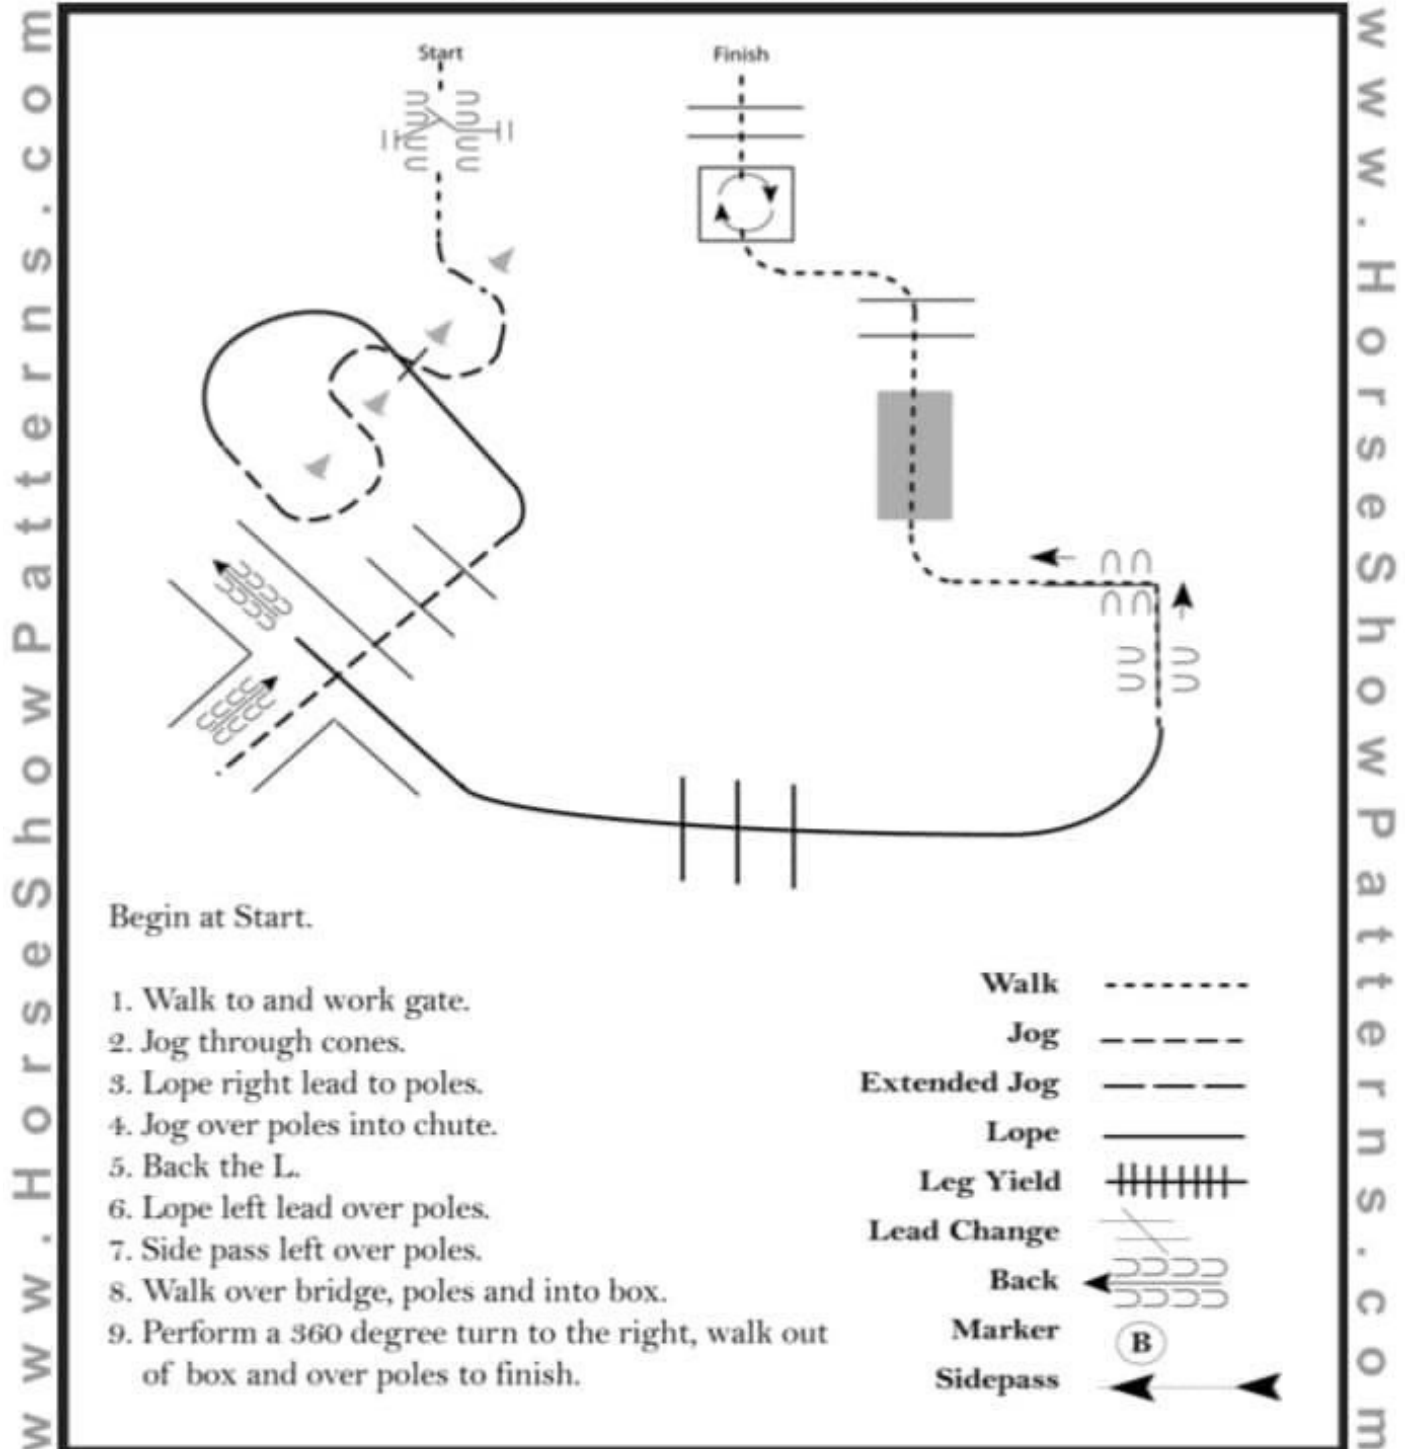 www.HorseShowPatterns.com
www.HorseShowPatterns.com
Start
Finish
Begin at Start.
1. Walk to and work gate.
2. Jog through cones.
3. Lope right lead to poles.
4. Jog over poles into chute.
5. Back the L.
6. Lope left lead over poles.
7. Side pass left over poles.
8. Walk over bridge, poles and into box.
9. Perform a 360 degree turn to the right, walk out
of box and over poles to finish.
Walk
Jog
Extended Jog
Lope
Leg Yield
Lead Change
Back
Marker
B
Sidepass